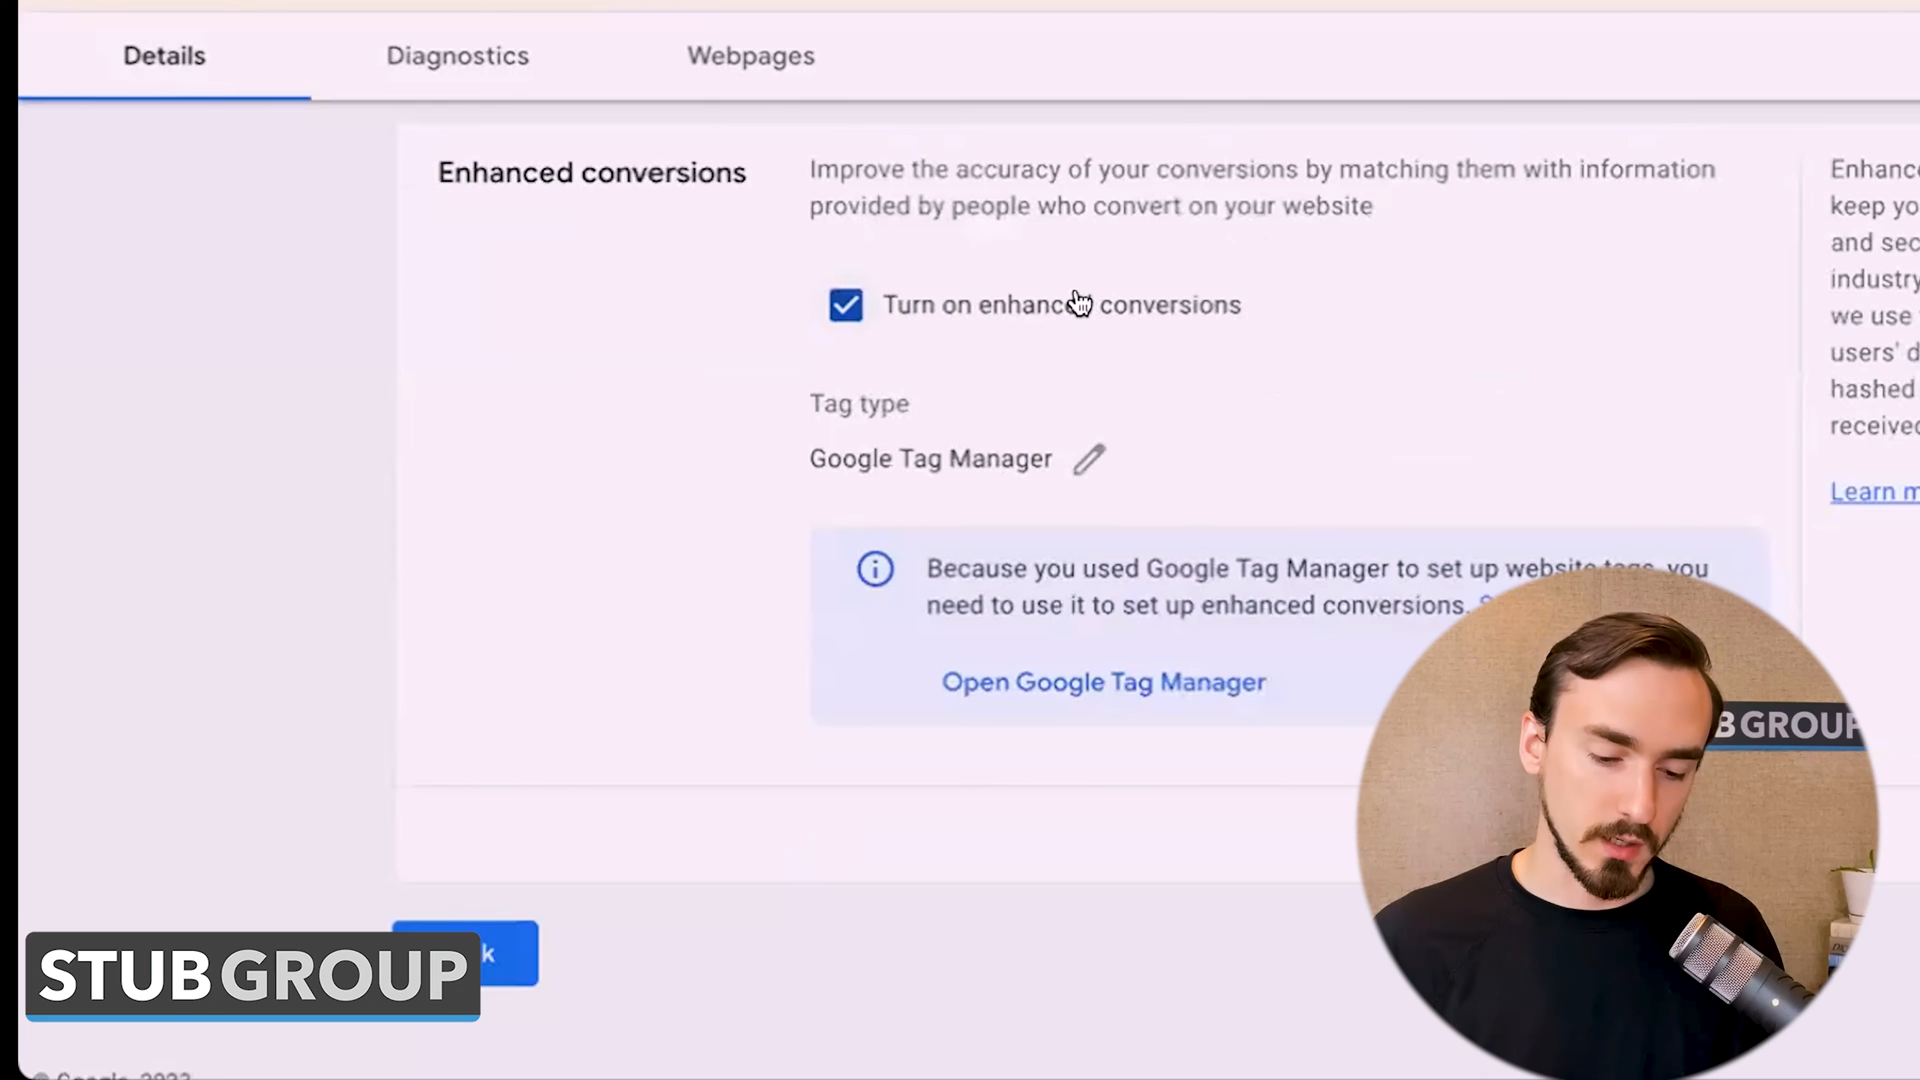 Details
Diagnostics
Webpages
Enhanced conversions
Improve the accuracy of your conversions by matching them with information
provided by people who convert on your website
Turn on enhanced conversions
Tag type
Google Tag Manager
Because you used Google Tag Manager to set up website tags, you
need to use it to set up enhanced conversions.
Open Google Tag Manager
Enhanc
keep yo
and sec
industry
we use
users' d
hashed
received
Learn m
B GROUP
k
STUBGROUP